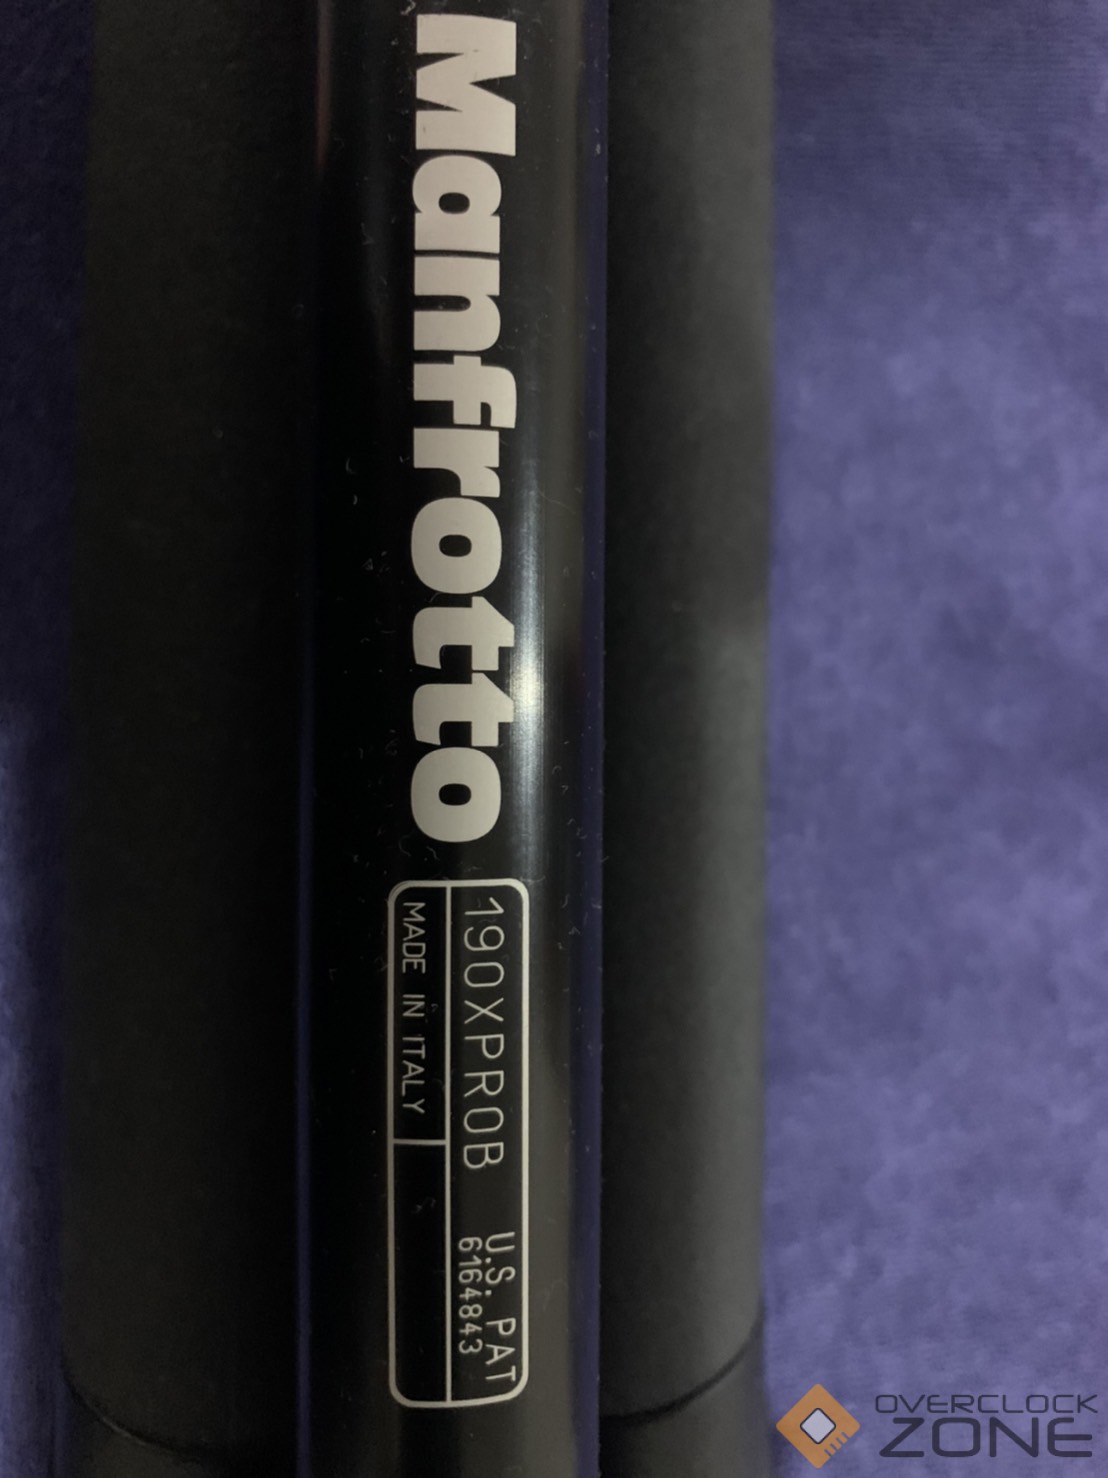 Manfrotto
190XPROB
U.S. PAT
6164843
MADE IN ITALY
OVERCLOCK
ZONE